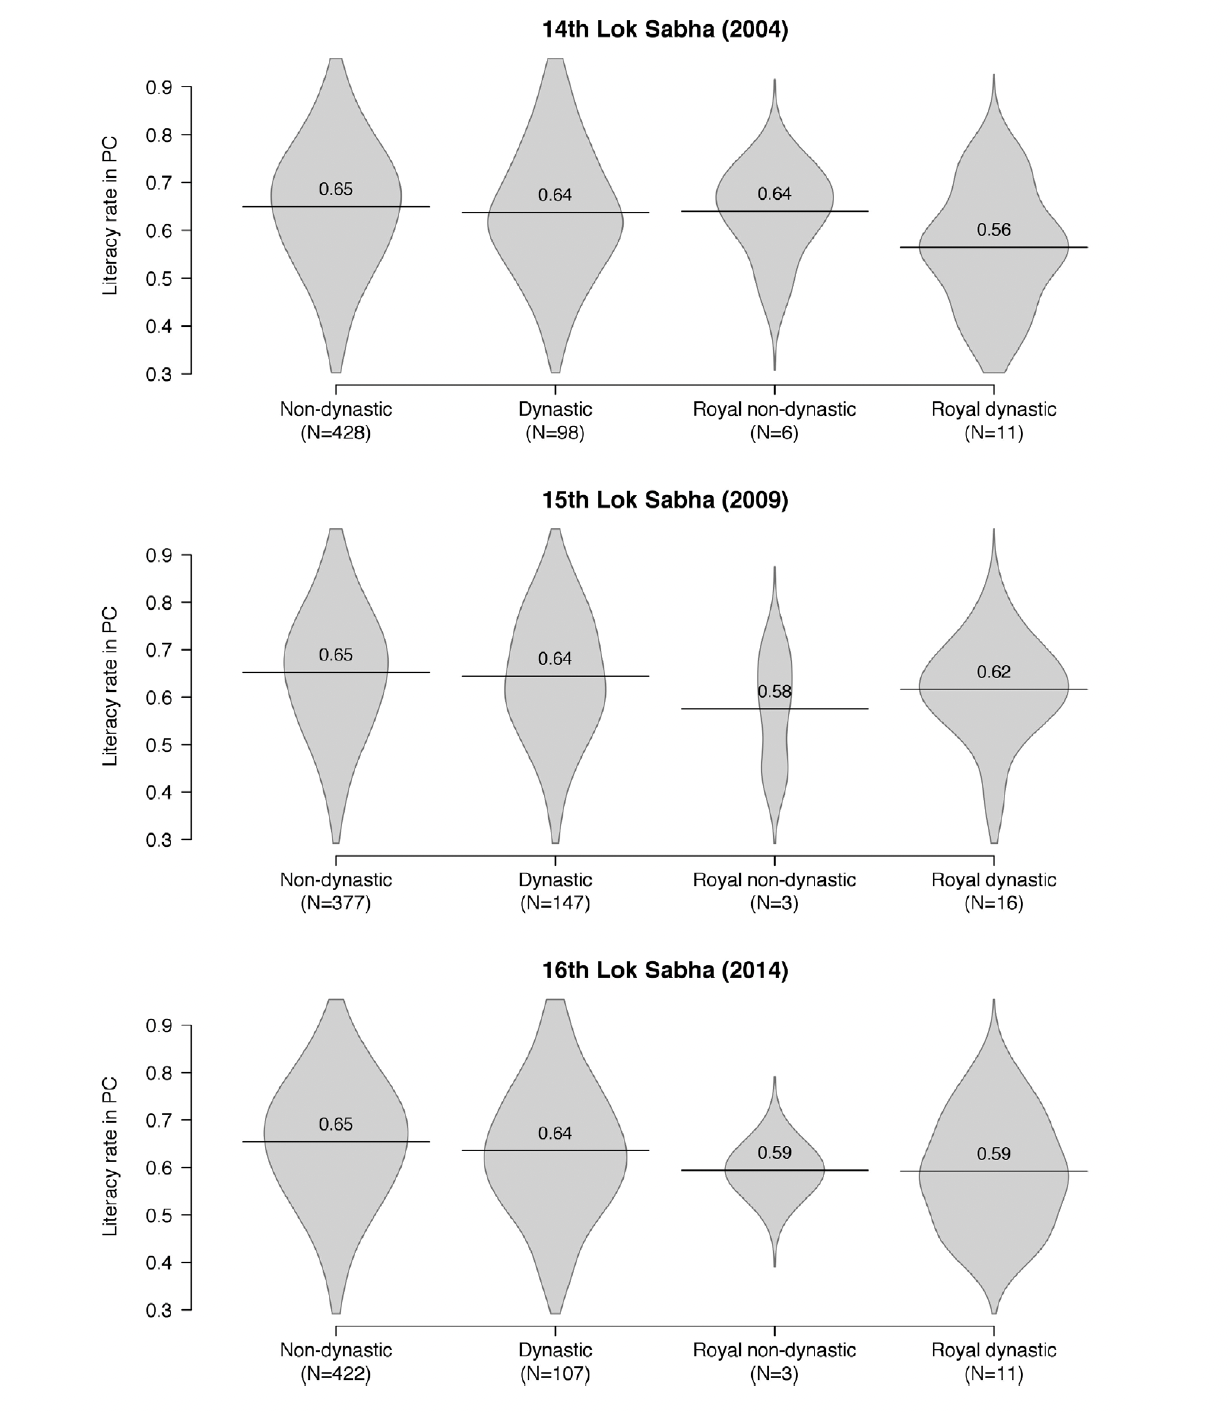 14th Lok Sabha (2004)
Literacy rate in PC
0.9
0.8
0.7
0.6
0.5
0.4
0.3
0.65
0.64
0.64
0.56
Non-dynastic
(N=428)
Dynastic
(N=98)
Royal non-dynastic
(N=6)
Royal dynastic
(N=11)
15th Lok Sabha (2009)
Literacy rate in PC
0.9
0.8
0.7
0.6
0.5
0.4
0.3
0.65
0.64
0.58
0.62
Non-dynastic
(N=377)
Dynastic
(N=147)
Royal non-dynastic
(N=3)
Royal dynastic
(N=16)
16th Lok Sabha (2014)
Literacy rate in PC
0.9
0.8
0.7
0.6
0.5
0.4
0.3
0.65
0.64
0.59
0.59
Non-dynastic
(N=422)
Dynastic
(N=107)
Royal non-dynastic
(N=3)
Royal dynastic
(N=11)